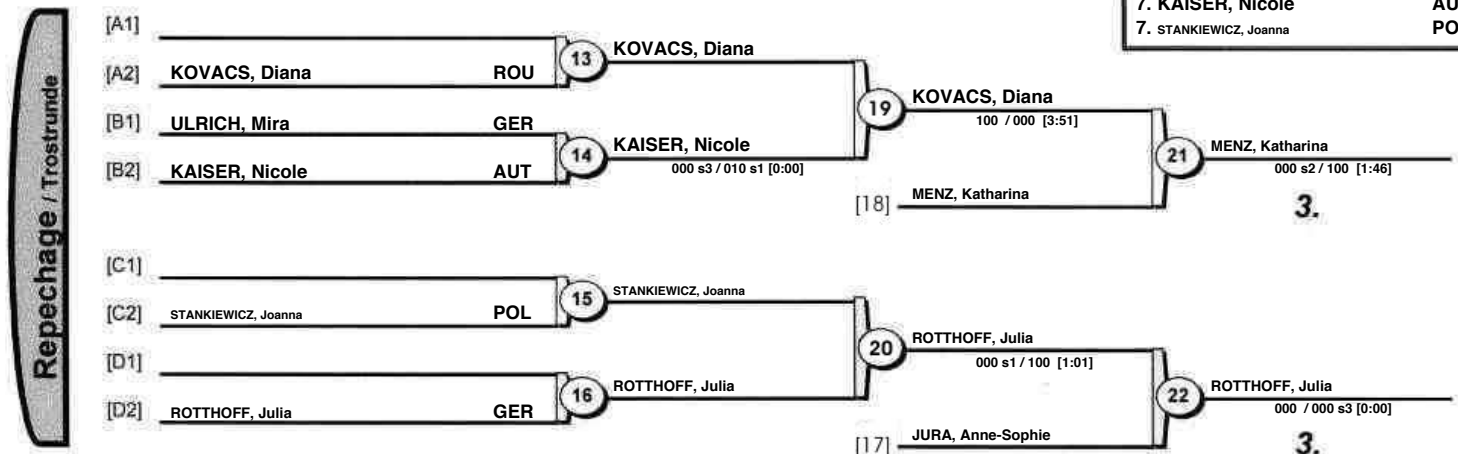 7. KAISER, Nicole AU
7. STANKIEWICZ, Joanna PO
Repechage / Trostrunde
[A1]
[A2] KOVACS, Diana ROU
13 KOVACS, Diana
[B1] ULRICH, Mira GER
[B2] KAISER, Nicole AUT
14 KAISER, Nicole
000 s3 / 010 s1 [0:00]
19 KOVACS, Diana
100 / 000 [3:51]
[18] MENZ, Katharina
21 MENZ, Katharina
000 s2 / 100 [1:46]
3.
[C1]
[C2] STANKIEWICZ, Joanna POL
15 STANKIEWICZ, Joanna
[D1]
[D2] ROTTHOFF, Julia GER
16 ROTTHOFF, Julia
20 ROTTHOFF, Julia
000 s1 / 100 [1:01]
[17] JURA, Anne-Sophie
22 ROTTHOFF, Julia
000 / 000 s3 [0:00]
3.